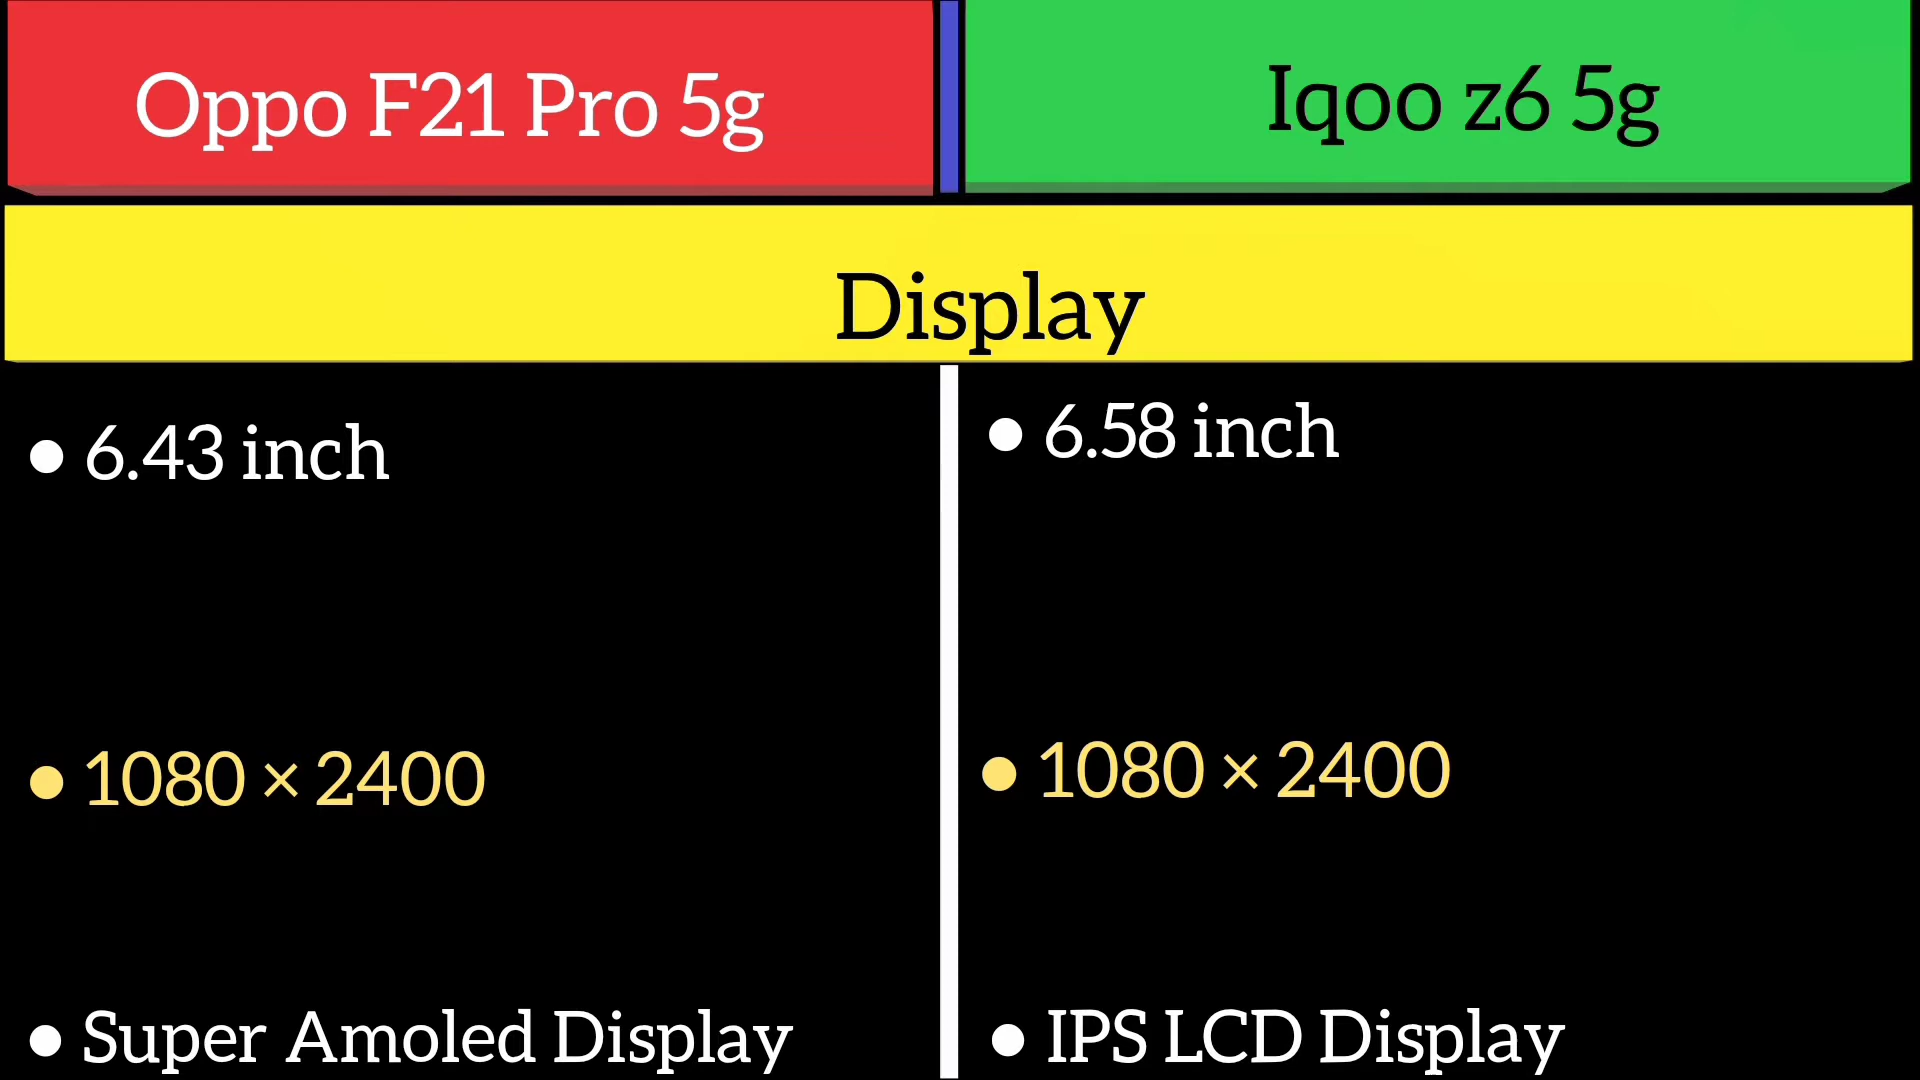 Oppo F21 Pro 5g
Iqoo z6 5g
Display
• 6.43 inch
• 6.58 inch
• 1080 × 2400
• 1080 × 2400
• Super Amoled Display
• IPS LCD Display